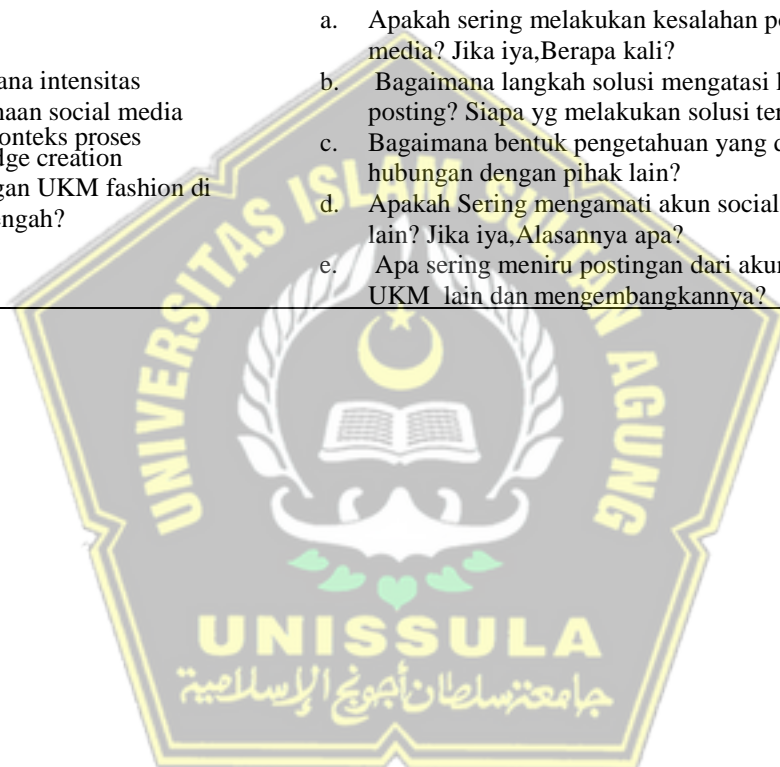 ana intensitas
naan social media
onteks proses
dge creation
gan UKM fashion di
engah?
a. Apakah sering melakukan kesalahan po
media? Jika iya,Berapa kali?
b. Bagaimana langkah solusi mengatasi
posting? Siapa yg melakukan solusi ter
c. Bagaimana bentuk pengetahuan yang d
hubungan dengan pihak lain?
d. Apakah Sering mengamati akun social
lain? Jika iya,Alasannya apa?
e. Apa sering meniru postingan dari akun
UKM lain dan mengembangkannya?
UNIVERSITAS ISLAM SULTAN AGUNG
UNISSULA
جامعة سلطان أجونج الإسلامية